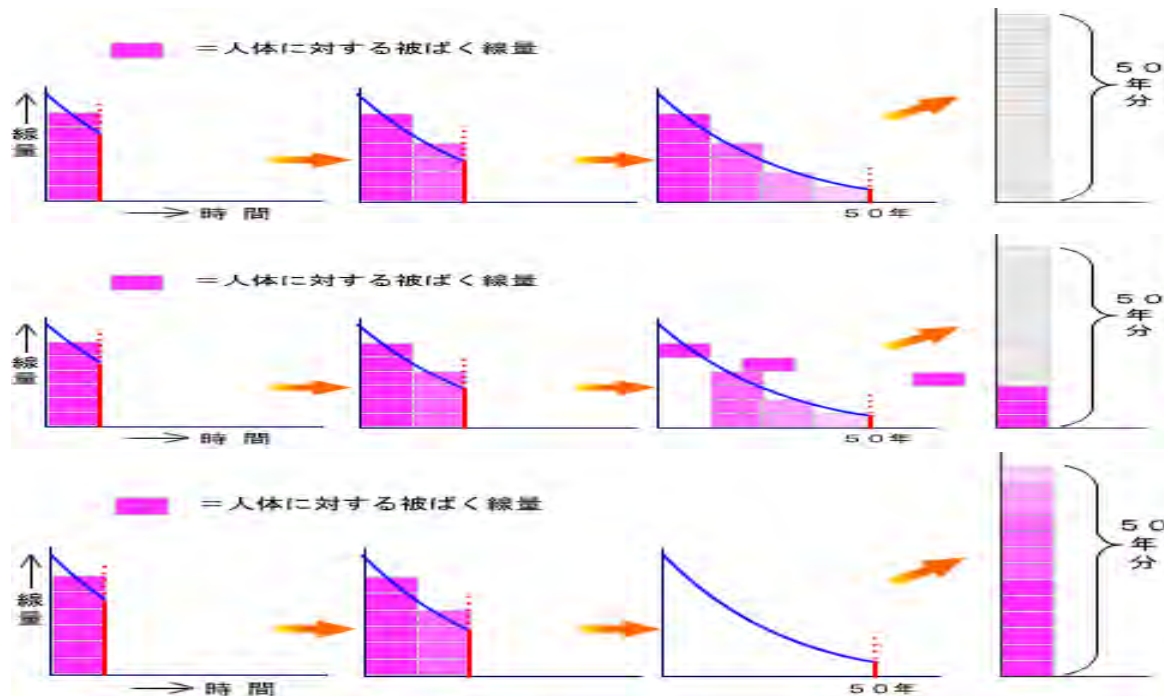 ＝人体に対する被ばく線量
線量
時間
50年
50年分
＝人体に対する被ばく線量
線量
時間
50年
50年分
＝人体に対する被ばく線量
線量
時間
50年
50年分